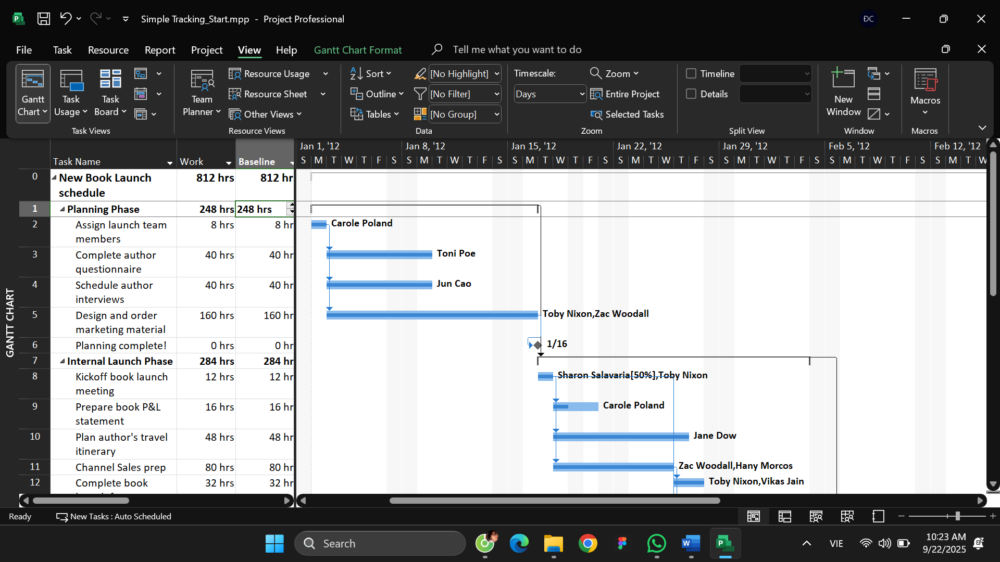 Simple Tracking_Start.mpp - Project Professional
ĐC
File Task Resource Report Project View Help Gantt Chart Format Tell me what you want to do
Gantt Chart
Task Usage
Task Board
Task Views
Team Planner
Resource Usage
Resource Sheet
Other Views
Resource Views
Sort
Outline
Tables
[No Highlight]
[No Filter]
[No Group]
Data
Timescale:
Days
Zoom
Entire Project
Selected Tasks
Zoom
Timeline
Details
Split View
New Window
Window
Macros
Macros
Task Name Work Baseline
Jan 1, '12 Jan 8, '12 Jan 15, '12 Jan 22, '12 Jan 29, '12 Feb 5, '12 Feb 12, '12
S M T W T F S S M T W T F S S M T W T F S S M T W T F S S M T W T F S S M T W T F S S M T W
0 New Book Launch schedule 812 hrs 812 hr
1 Planning Phase 248 hrs 248 hrs
2 Assign launch team members 8 hrs 8 hr
Carole Poland
3 Complete author questionnaire 40 hrs 40 hr
Toni Poe
4 Schedule author interviews 40 hrs 40 hr
Jun Cao
5 Design and order marketing material 160 hrs 160 hr
Toby Nixon,Zac Woodall
6 Planning complete! 0 hrs 0 hr
1/16
7 Internal Launch Phase 284 hrs 284 hr
8 Kickoff book launch meeting 12 hrs 12 hr
Sharon Salavaria[50%],Toby Nixon
9 Prepare book P&L statement 16 hrs 16 hr
Carole Poland
10 Plan author's travel itinerary 48 hrs 48 hr
Jane Dow
11 Channel Sales prep 80 hrs 80 hr
Zac Woodall,Hany Morcos
12 Complete book 32 hrs 32 hr
Toby Nixon,Vikas Jain
GANTT CHART
Ready New Tasks : Auto Scheduled
Search
VIE
10:23 AM
9/22/2025